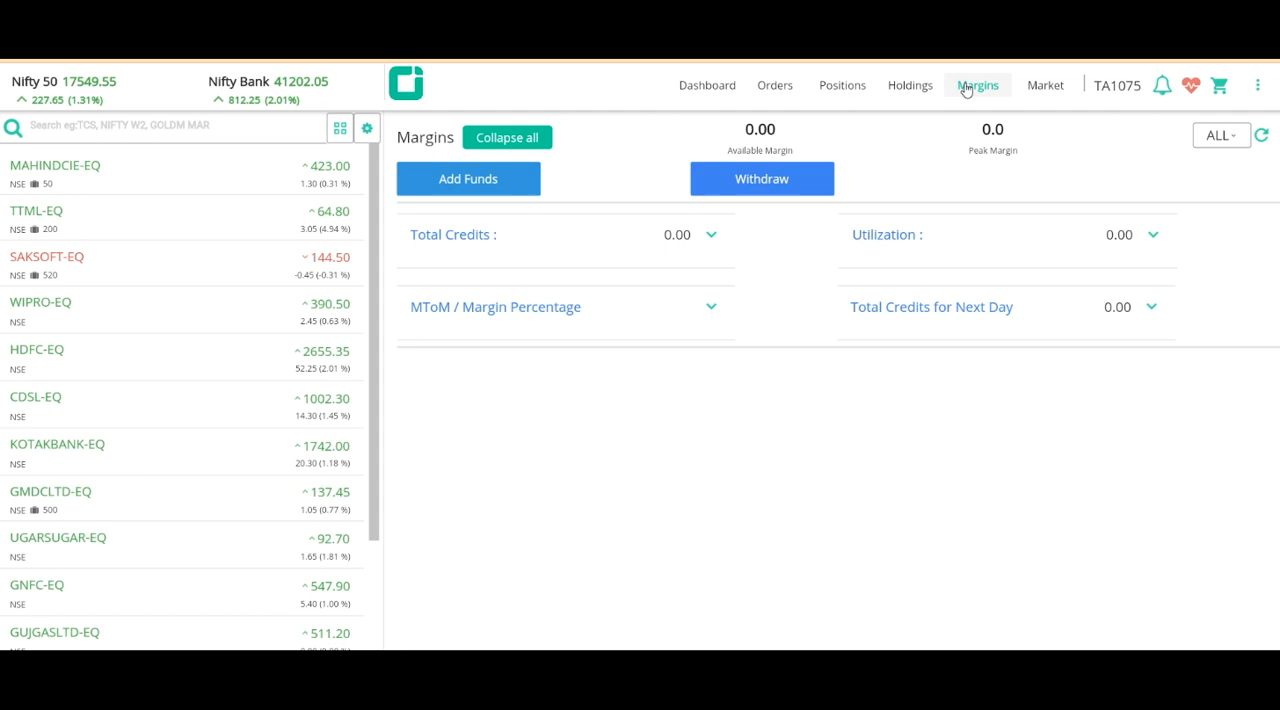 Nifty 50 17549.55
227.65 (1.31%)
Nifty Bank 41202.05
812.25 (2.01%)
Dashboard
Orders
Positions
Holdings
Margins
Market
TA1075
Search eg:TCS, NIFTY W2, GOLDM MAR
MAHINDCIE-EQ
423.00
NSE 50
1.30 (0.31 %)
TTML-EQ
64.80
NSE 200
3.05 (4.94 %)
SAKSOFT-EQ
144.50
NSE 520
-0.45 (-0.31 %)
WIPRO-EQ
390.50
NSE
2.45 (0.63 %)
HDFC-EQ
2655.35
NSE
52.25 (2.01 %)
CDSL-EQ
1002.30
NSE
14.30 (1.45 %)
KOTAKBANK-EQ
1742.00
NSE
20.30 (1.18 %)
GMDCLTD-EQ
137.45
NSE 500
1.05 (0.77 %)
UGARSUGAR-EQ
92.70
NSE
1.65 (1.81 %)
GNFC-EQ
547.90
NSE
5.40 (1.00 %)
GUJGASLTD-EQ
511.20
Margins
Collapse all
0.00
Available Margin
0.0
Peak Margin
ALL
Add Funds
Withdraw
Total Credits :
0.00
Utilization :
0.00
MToM / Margin Percentage
Total Credits for Next Day
0.00